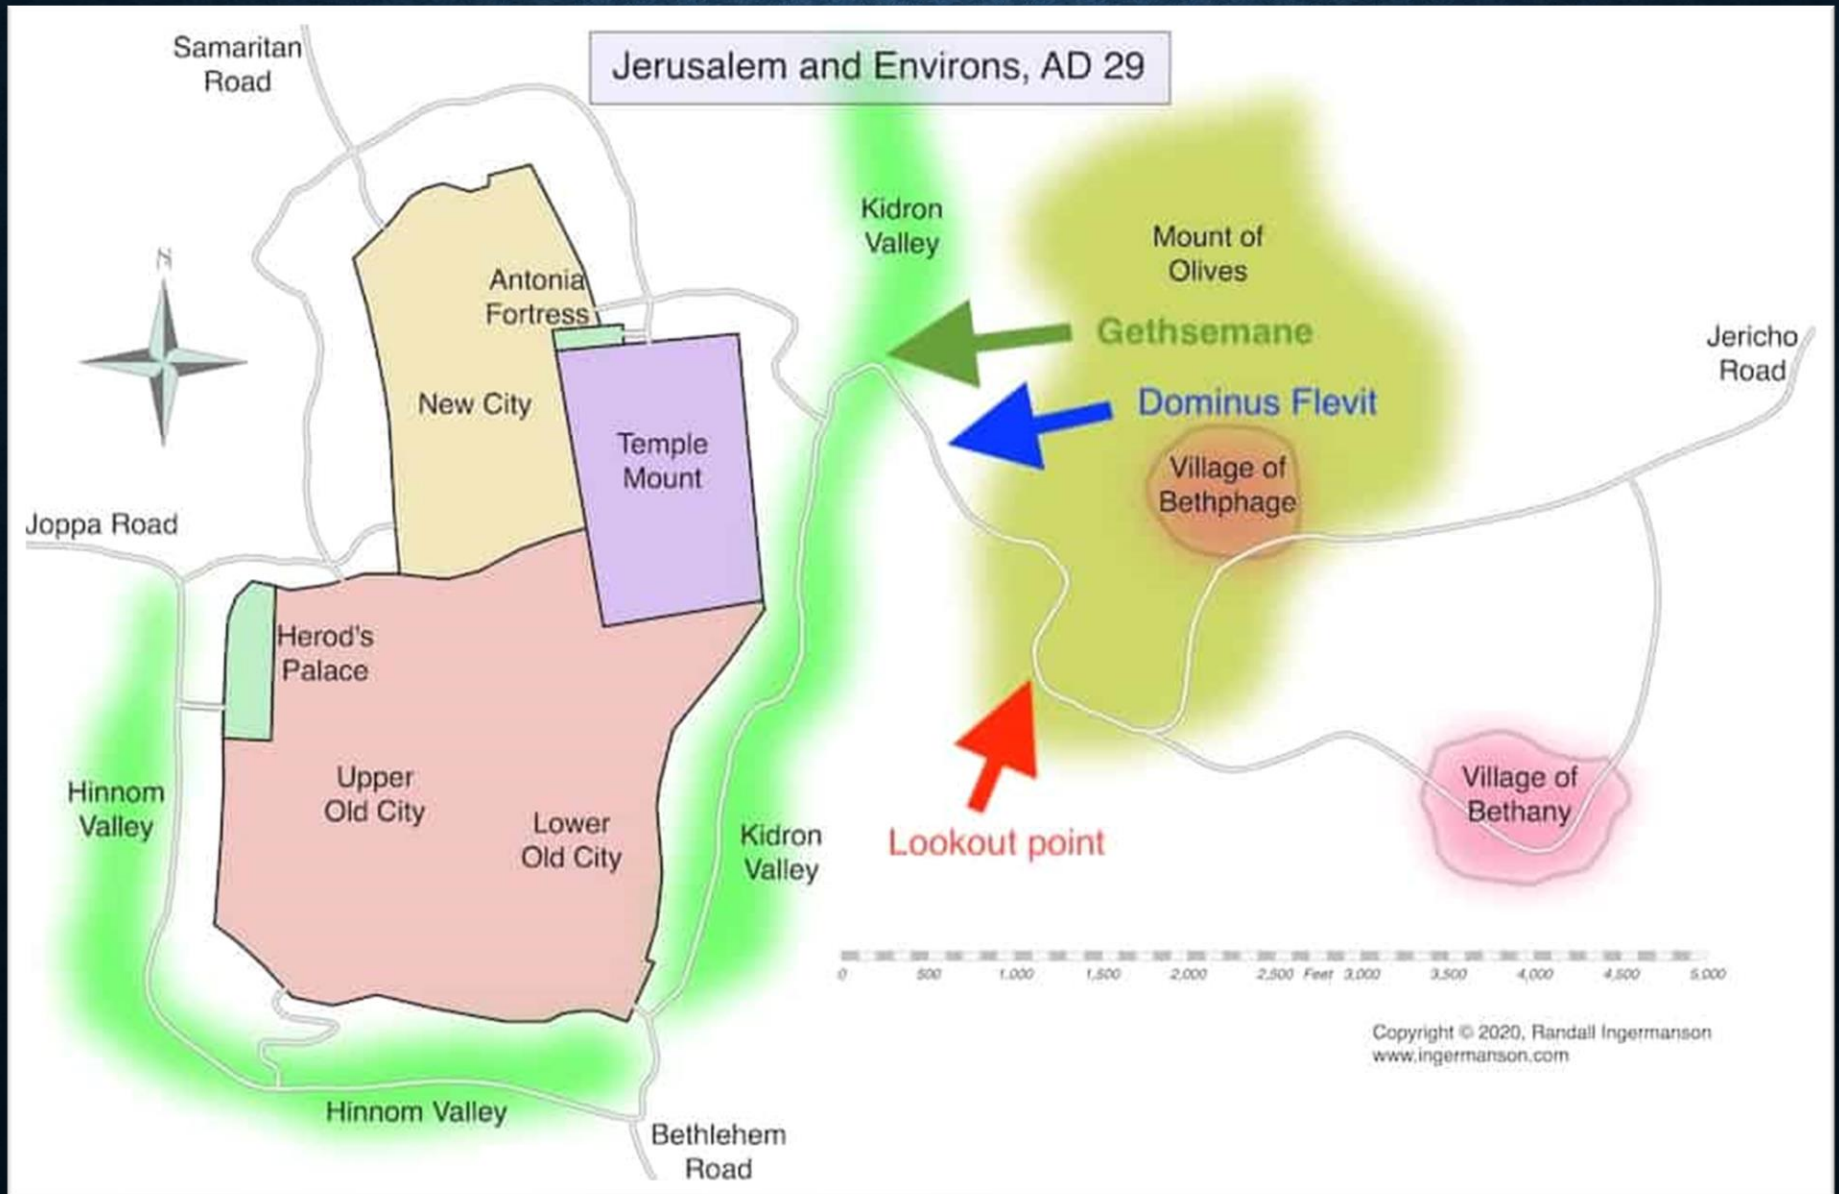 Samaritan
Road
Jerusalem and Environs, AD 29
Kidron
Valley
Mount of
Olives
N
Antonia
Fortress
Gethsemane
Jericho
Road
New City
Dominus Flevit
Temple
Mount
Village of
Bethphage
Joppa Road
Herod's
Palace
Upper
Old City
Hinnom
Valley
Lower
Old City
Kidron
Valley
Lookout point
Village of
Bethany
0 500 1,000 1,500 2,000 2,500 Feet 3,000 3,500 4,000 4,500 5,000
Copyright © 2020, Randall Ingermanson
www.ingermanson.com
Hinnom Valley
Bethlehem
Road